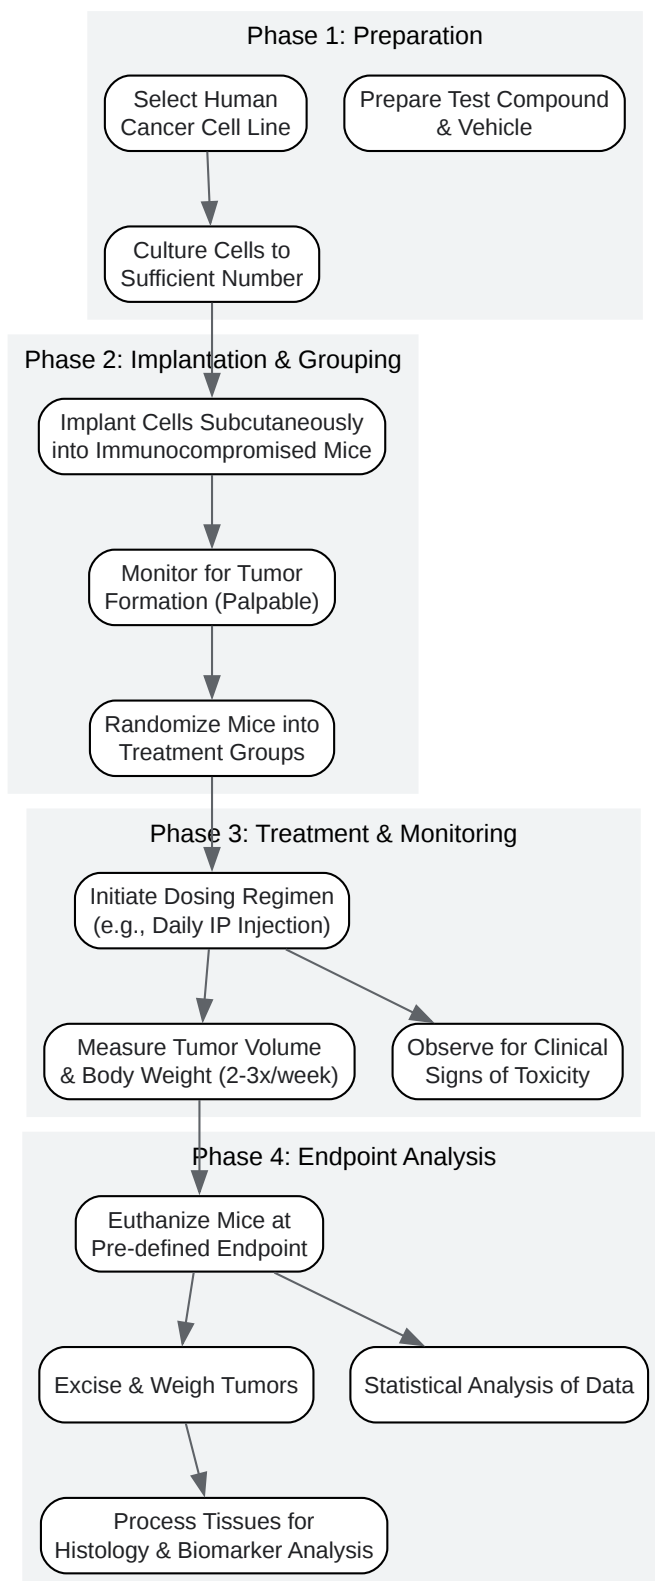 Phase 1: Preparation
Select Human
Cancer Cell Line
Prepare Test Compound
& Vehicle
Culture Cells to
Sufficient Number
Phase 2: Implantation & Grouping
Implant Cells Subcutaneously
into Immunocompromised Mice
Monitor for Tumor
Formation (Palpable)
Randomize Mice into
Treatment Groups
Phase 3: Treatment & Monitoring
Initiate Dosing Regimen
(e.g., Daily IP Injection)
Measure Tumor Volume
& Body Weight (2-3x/week)
Observe for Clinical
Signs of Toxicity
Phase 4: Endpoint Analysis
Euthanize Mice at
Pre-defined Endpoint
Excise & Weigh Tumors
Statistical Analysis of Data
Process Tissues for
Histology & Biomarker Analysis